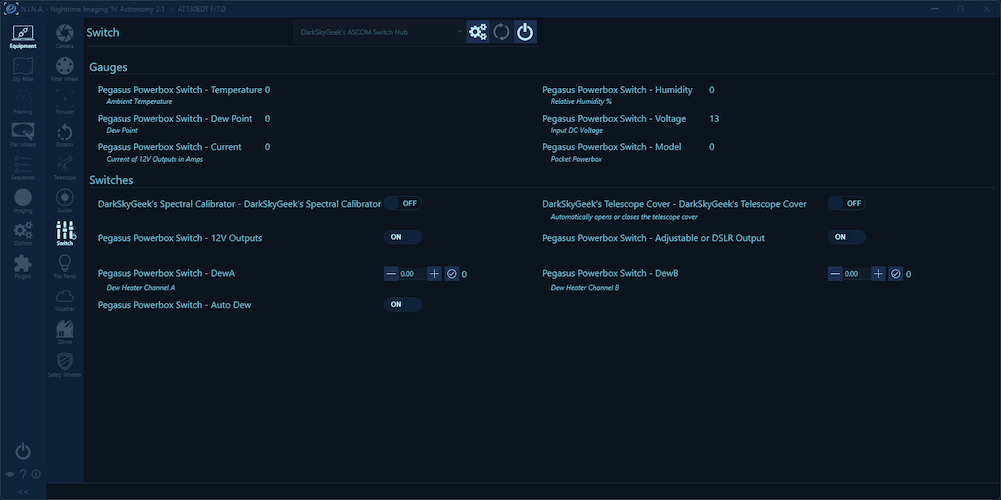 N.I.N.A. - Nighttime Imaging 'N' Astronomy 2.1 - AT130EDT F/7.0
Equipment
Sky Atlas
Framing
Flat Wizard
Sequencer
Imaging
Options
Plugins
Camera
Filter Wheel
Focuser
Rotator
Telescope
Guider
Switch
Flat Panel
Weather
Dome
Safety Monitor
Switch
DarkSkyGeek's ASCOM Switch Hub
Gauges
Pegasus Powerbox Switch - Temperature 0
Ambient Temperature
Pegasus Powerbox Switch - Humidity 0
Relative Humidity %
Pegasus Powerbox Switch - Dew Point 0
Dew Point
Pegasus Powerbox Switch - Voltage 13
Input DC Voltage
Pegasus Powerbox Switch - Current 0
Current of 12V Outputs in Amps
Pegasus Powerbox Switch - Model 0
Pocket Powerbox
Switches
DarkSkyGeek's Spectral Calibrator - DarkSkyGeek's Spectral Calibrator OFF
DarkSkyGeek's Telescope Cover - DarkSkyGeek's Telescope Cover OFF
Automatically opens or closes the telescope cover
Pegasus Powerbox Switch - 12V Outputs ON
Pegasus Powerbox Switch - Adjustable or DSLR Output ON
Pegasus Powerbox Switch - DewA 0.00 0
Dew Heater Channel A
Pegasus Powerbox Switch - DewB 0.00 0
Dew Heater Channel B
Pegasus Powerbox Switch - Auto Dew ON